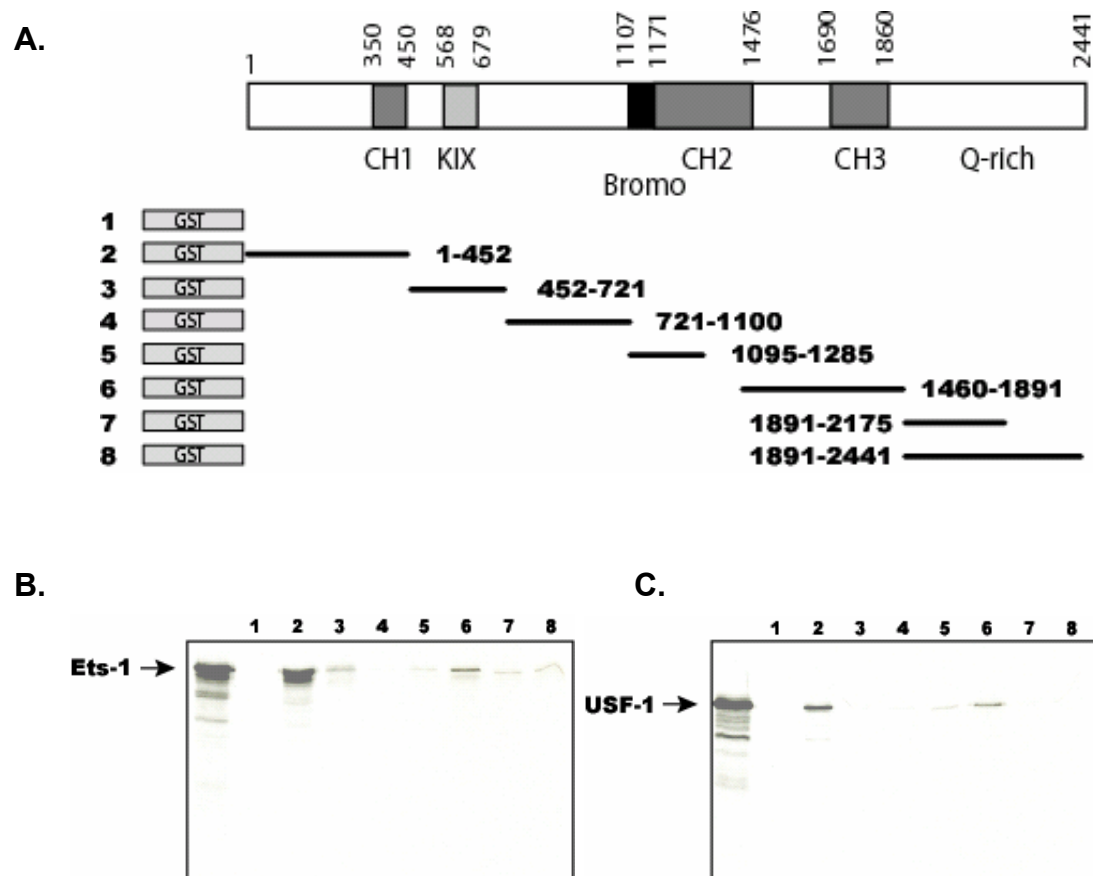 A.
1 350 450 568 679 1107 1171 1476 1690 1860 2441
CH1 KIX CH2 CH3 Q-rich
Bromo
1 GST
2 GST 1-452
3 GST 452-721
4 GST 721-1100
5 GST 1095-1285
6 GST 1460-1891
7 GST 1891-2175
8 GST 1891-2441
B.
1 2 3 4 5 6 7 8
Ets-1
C.
1 2 3 4 5 6 7 8
USF-1